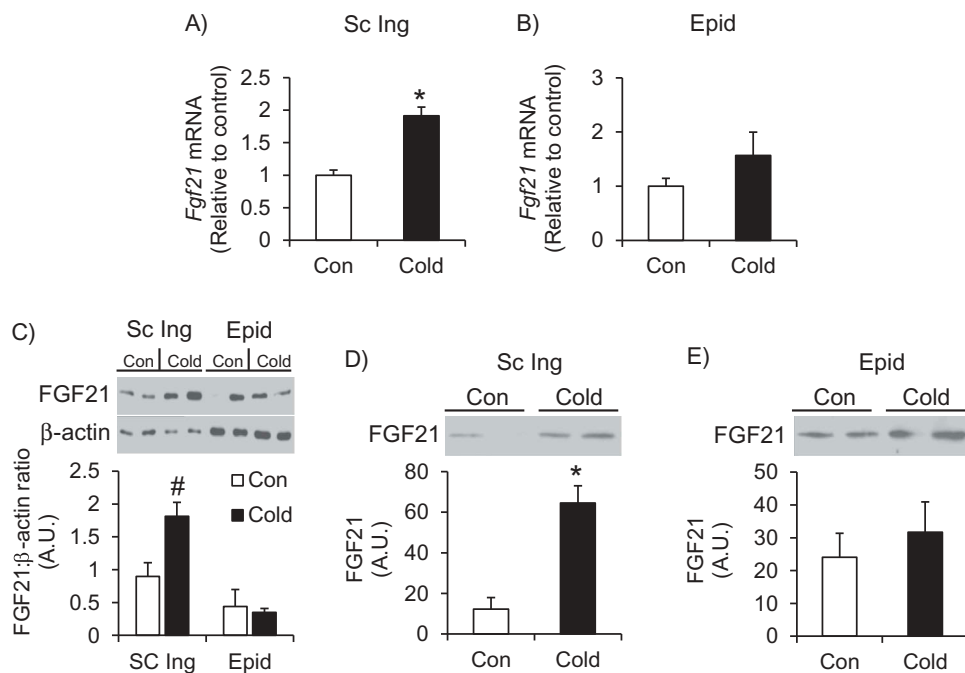 A)
Sc Ing
Fgf21 mRNA
(Relative to control)
2.5
2
1.5
1
0.5
0
*
Con
Cold
B)
Epid
Fgf21 mRNA
(Relative to control)
3
2
1
0
Con
Cold
C)
Sc Ing
Epid
Con
Cold
Con
Cold
FGF21
β-actin
FGF21:β-actin ratio
(A.U.)
2.5
2
1.5
1
0.5
0
#
Con
Cold
SC Ing
Epid
D)
Sc Ing
Con
Cold
FGF21
FGF21
(A.U.)
80
60
40
20
0
*
Con
Cold
E)
Epid
Con
Cold
FGF21
FGF21
(A.U.)
50
40
30
20
10
0
Con
Cold